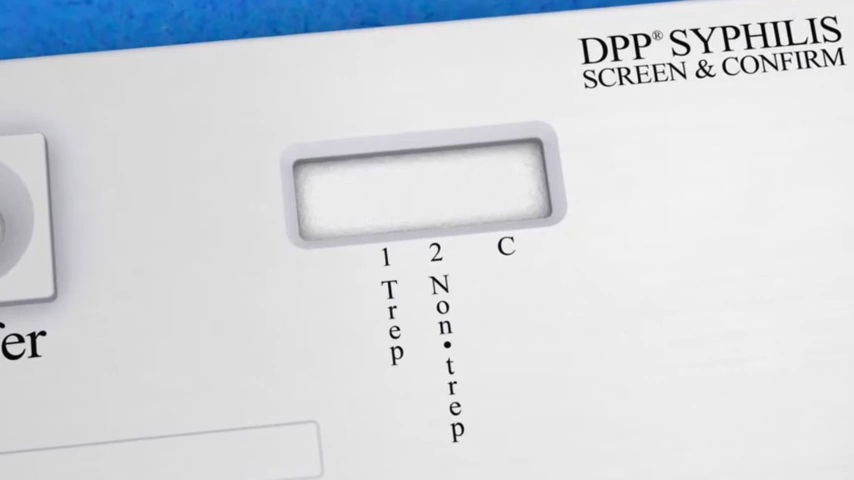 DPP® SYPHILIS
SCREEN & CONFIRM
1 2 C
Trep
Non•trep
fer